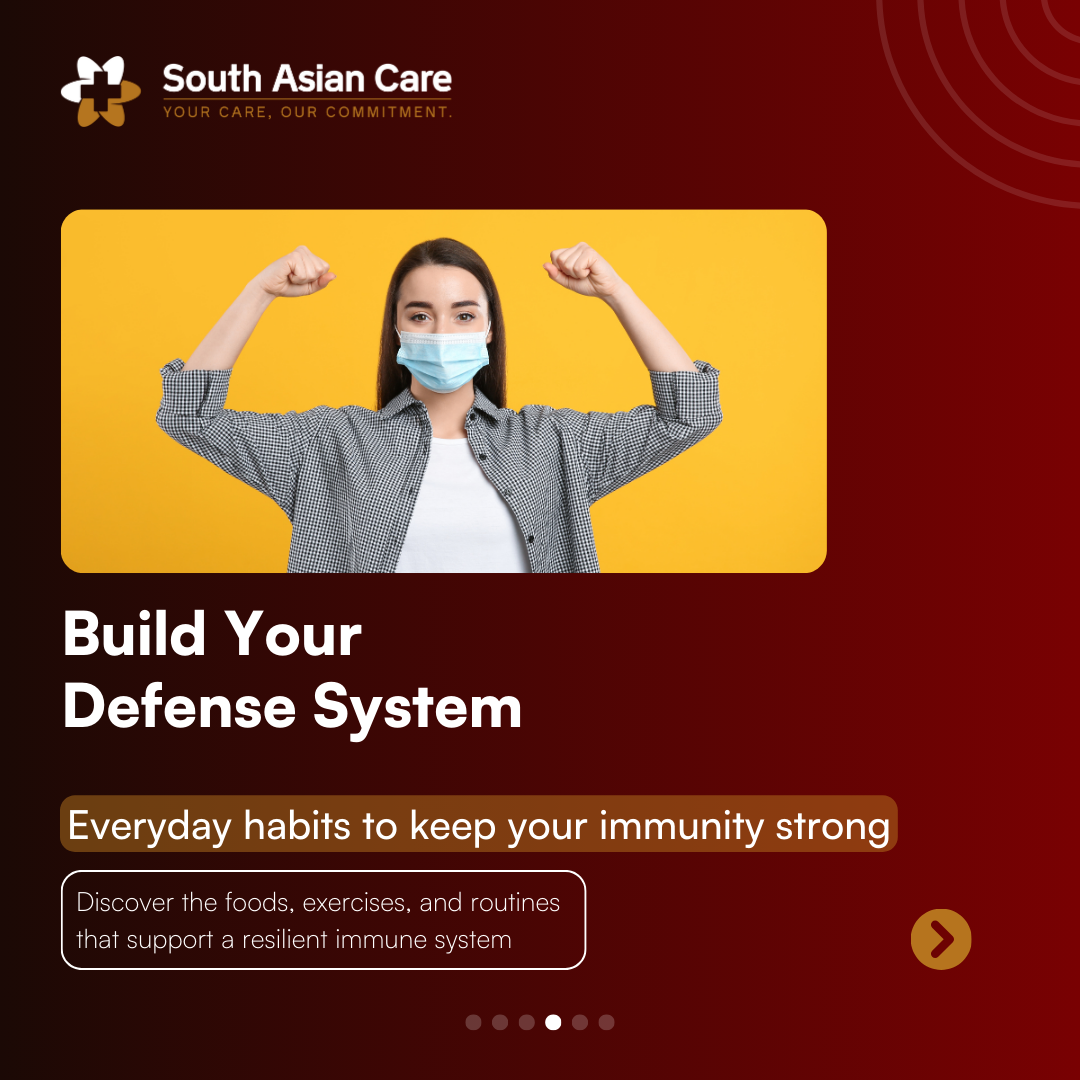 South Asian Care
YOUR CARE, OUR COMMITMENT.
Build Your
Defense System
Everyday habits to keep your immunity strong
Discover the foods, exercises, and routines
that support a resilient immune system